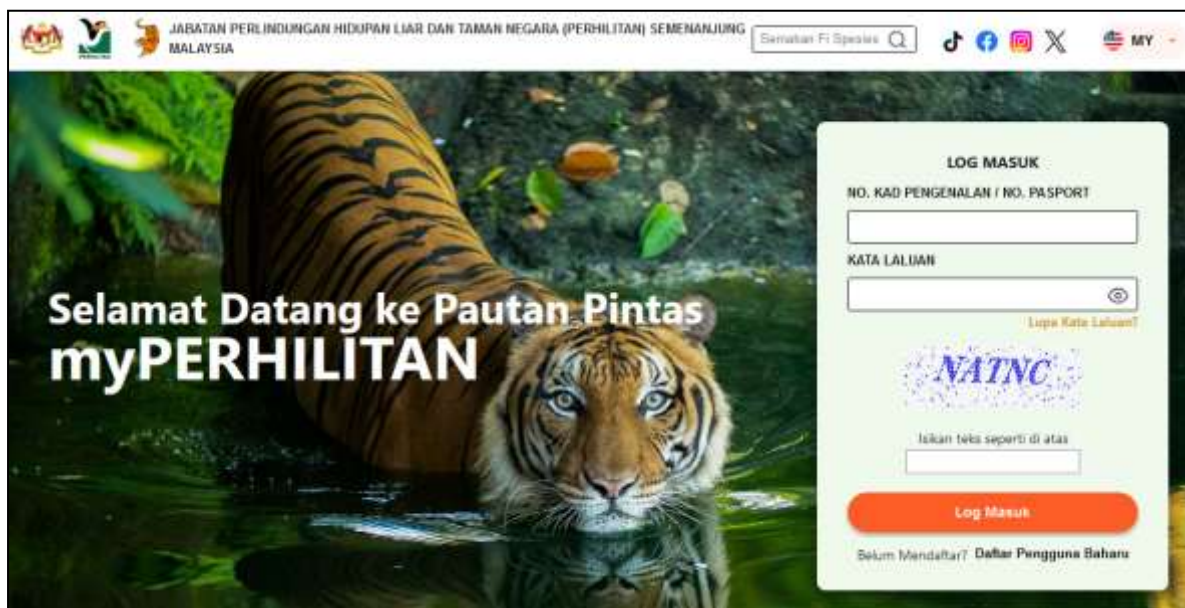 JABATAN PERLINDUNGAN HIDUPAN LIAR DAN TAMAN NEGARA (PERHILITAN) SEMENANJUNG
MALAYSIA
Semakan Fi Spesies
MY
Selamat Datang ke Pautan Pintas
myPERHILITAN
LOG MASUK
NO. KAD PENGENALAN / NO. PASPORT
KATA LALUAN
Lupa Kata Laluan?
NATNC
Isikan teks seperti di atas
Log Masuk
Belum Mendaftar? Daftar Pengguna Baharu